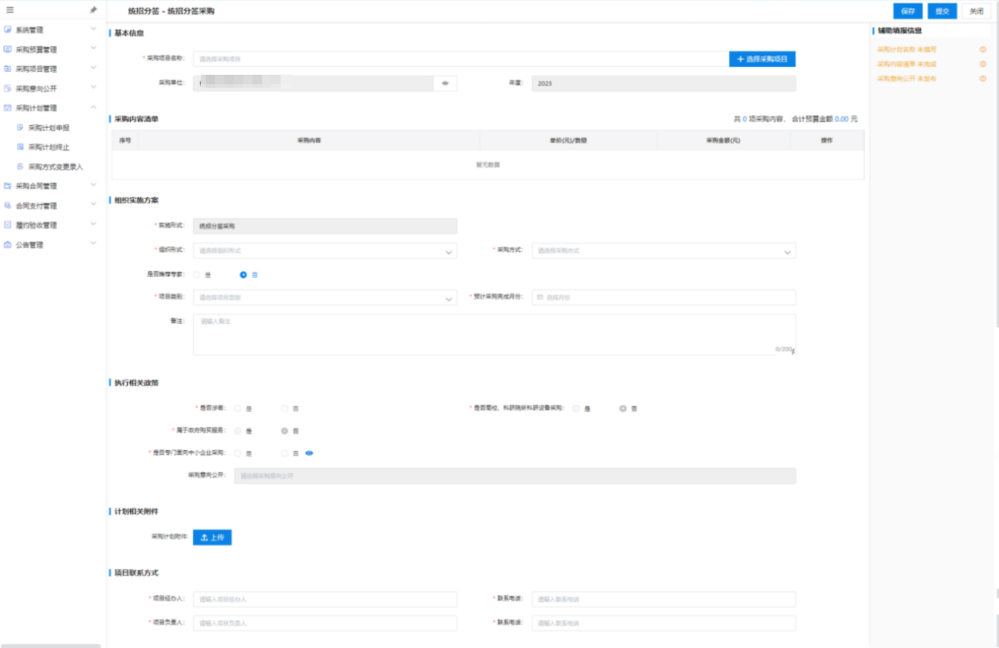 统招分签 - 统招分签采购
保存 提交 关闭
系统管理
采购预算管理
采购项目管理
采购意向公开
采购计划管理
采购计划申报
采购计划终止
采购方式变更录入
采购合同管理
合同支付管理
履约验收管理
公告管理
基本信息
* 采购项目名称: 请选择采购项目 + 选择采购项目
采购单位: 年度: 2023
采购内容清单 共 0 项采购内容, 合计预算金额 0.00 元
序号 采购内容 单价(元)/数量 采购金额(元) 操作
暂无数据
组织实施方案
* 实施形式: 统招分签采购
* 组织形式: 请选择组织形式 * 采购方式: 请选择采购方式
是否推荐专家: 是 否
* 项目类别: 请选择项目类别 * 预计采购完成月份: 选择月份
备注: 请输入备注
0/200
执行相关政策
* 是否涉密: 是 否 * 是否高校、科研院所科研设备采购: 是 否
* 属于政府购买服务: 是 否
* 是否专门面向中小企业采购: 是 否
采购意向公开: 请选择采购意向公开
计划相关附件
采购计划附件: 上传
项目联系方式
* 项目经办人: 请输入项目经办人 * 联系电话: 请输入联系电话
* 项目负责人: 请输入项目负责人 * 联系电话: 请输入联系电话
辅助填报信息
采购计划名称 未填写
采购内容清单 未完成
采购意向公开 未发布